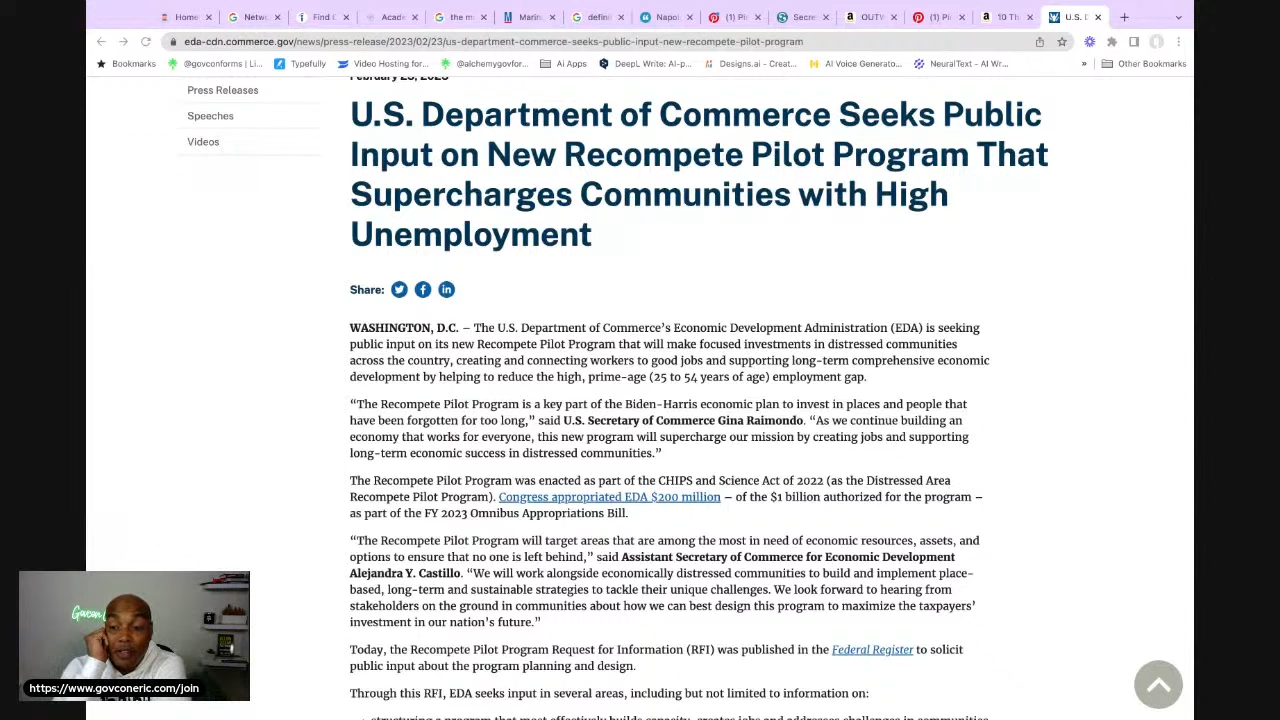 Home
Netwo
Find C
Acade
the m
Marin
defini
Napol
(1) Pi
Secre
OUTV
(1) Pi
10 Th
U.S. D
eda-cdn.commerce.gov/news/press-release/2023/02/23/us-department-commerce-seeks-public-input-new-recompete-pilot-program
Bookmarks
@govconforms | Li...
Typefully
Video Hosting for...
@alchemygovfor...
Ai Apps
DeepL Write: AI-p...
Designs.ai - Creat...
AI Voice Generato...
NeuralText - AI Wr...
»
Other Bookmarks
February 23, 2023
Press Releases
Speeches
Videos
U.S. Department of Commerce Seeks Public
Input on New Recompete Pilot Program That
Supercharges Communities with High
Unemployment
Share:
WASHINGTON, D.C. – The U.S. Department of Commerce’s Economic Development Administration (EDA) is seeking
public input on its new Recompete Pilot Program that will make focused investments in distressed communities
across the country, creating and connecting workers to good jobs and supporting long-term comprehensive economic
development by helping to reduce the high, prime-age (25 to 54 years of age) employment gap.
“The Recompete Pilot Program is a key part of the Biden-Harris economic plan to invest in places and people that
have been forgotten for too long,” said U.S. Secretary of Commerce Gina Raimondo. “As we continue building an
economy that works for everyone, this new program will supercharge our mission by creating jobs and supporting
long-term economic success in distressed communities.”
The Recompete Pilot Program was enacted as part of the CHIPS and Science Act of 2022 (as the Distressed Area
Recompete Pilot Program). Congress appropriated EDA $200 million – of the $1 billion authorized for the program –
as part of the FY 2023 Omnibus Appropriations Bill.
“The Recompete Pilot Program will target areas that are among the most in need of economic resources, assets, and
options to ensure that no one is left behind,” said Assistant Secretary of Commerce for Economic Development
Alejandra Y. Castillo. “We will work alongside economically distressed communities to build and implement place-
based, long-term and sustainable strategies to tackle their unique challenges. We look forward to hearing from
stakeholders on the ground in communities about how we can best design this program to maximize the taxpayers’
investment in our nation’s future.”
Today, the Recompete Pilot Program Request for Information (RFI) was published in the Federal Register to solicit
public input about the program planning and design.
Through this RFI, EDA seeks input in several areas, including but not limited to information on:
structuring a program that most effectively builds capacity, creates jobs and addresses challenges in communities
Govcon
https://www.govconeric.com/join